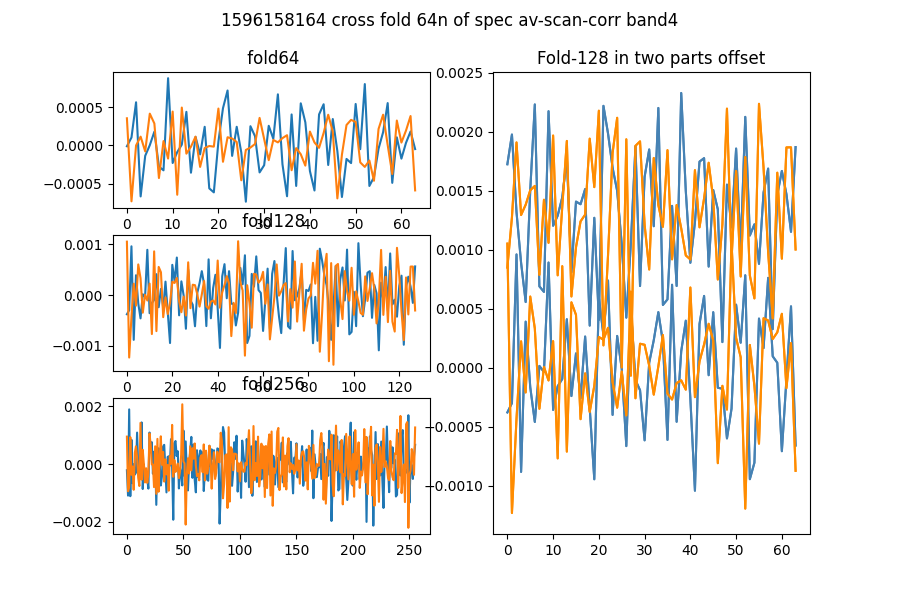 1596158164 cross fold 64n of spec av-scan-corr band4
fold64
0.0005
0.0000
−0.0005
0 10 20 30 40 50 60
fold128
0.001
0.000
−0.001
0 20 40 60 80 100 120
fold256
0.002
0.000
−0.002
0 50 100 150 200 250
Fold-128 in two parts offset
0.0025
0.0020
0.0015
0.0010
0.0005
0.0000
−0.0005
−0.0010
0 10 20 30 40 50 60